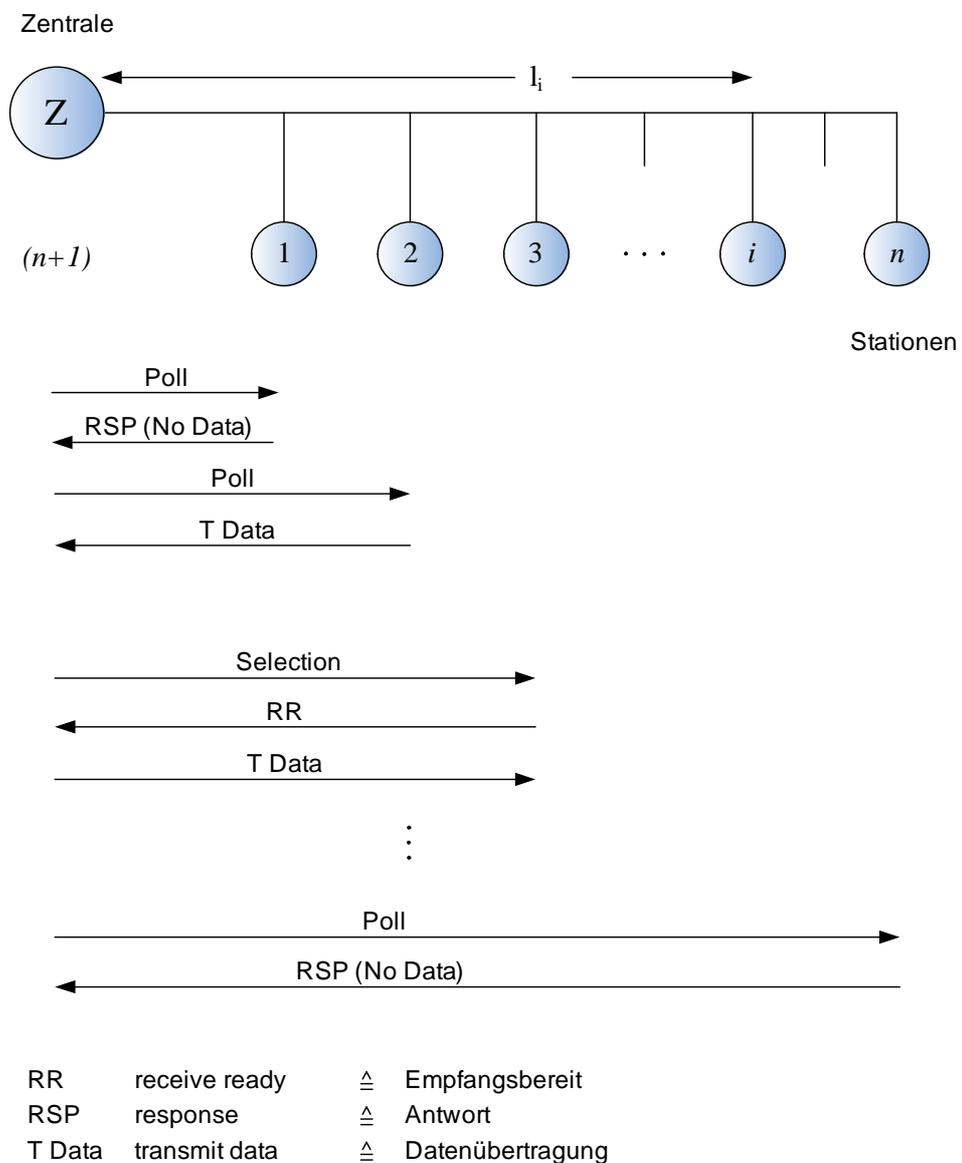 Zentrale
lᵢ
Z
(n+1) 1 2 3 . . . i n
Stationen
Poll
RSP (No Data)
Poll
T Data
Selection
RR
T Data
Poll
RSP (No Data)
RR receive ready ≙ Empfangsbereit
RSP response ≙ Antwort
T Data transmit data ≙ Datenübertragung